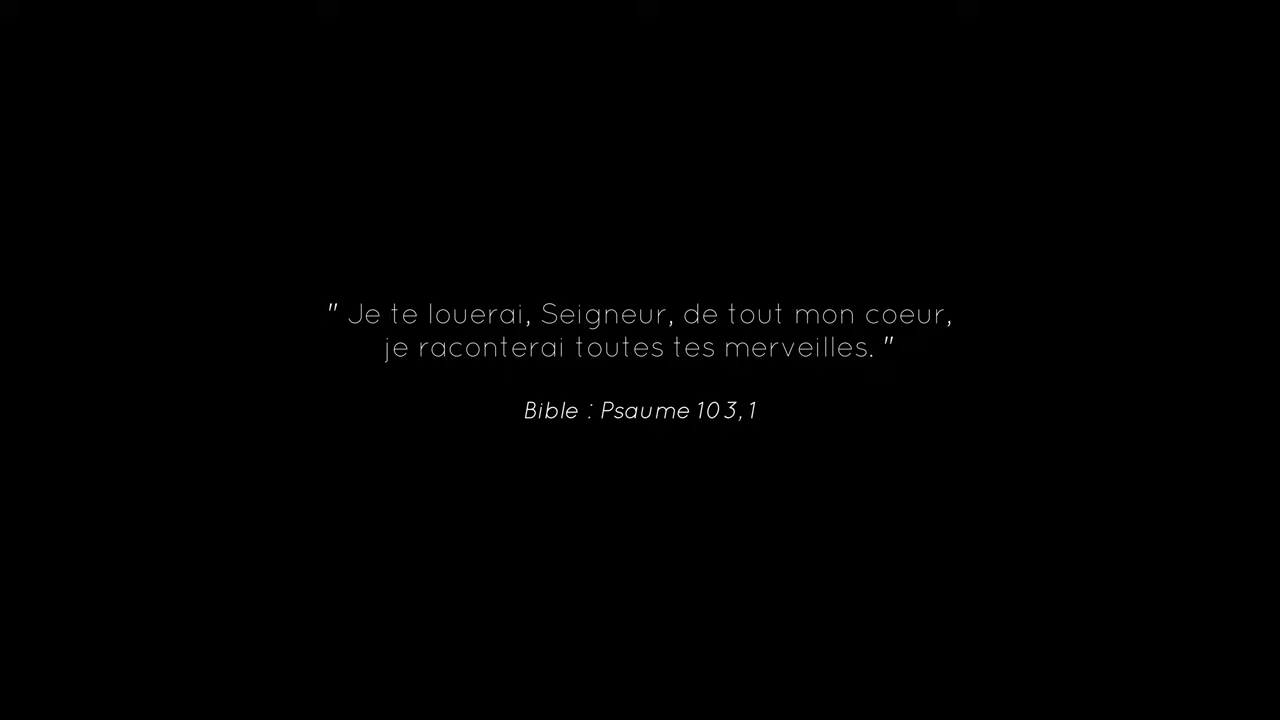 " Je te louerai, Seigneur, de tout mon coeur,
je raconterai toutes tes merveilles. "
Bible : Psaume 103,1